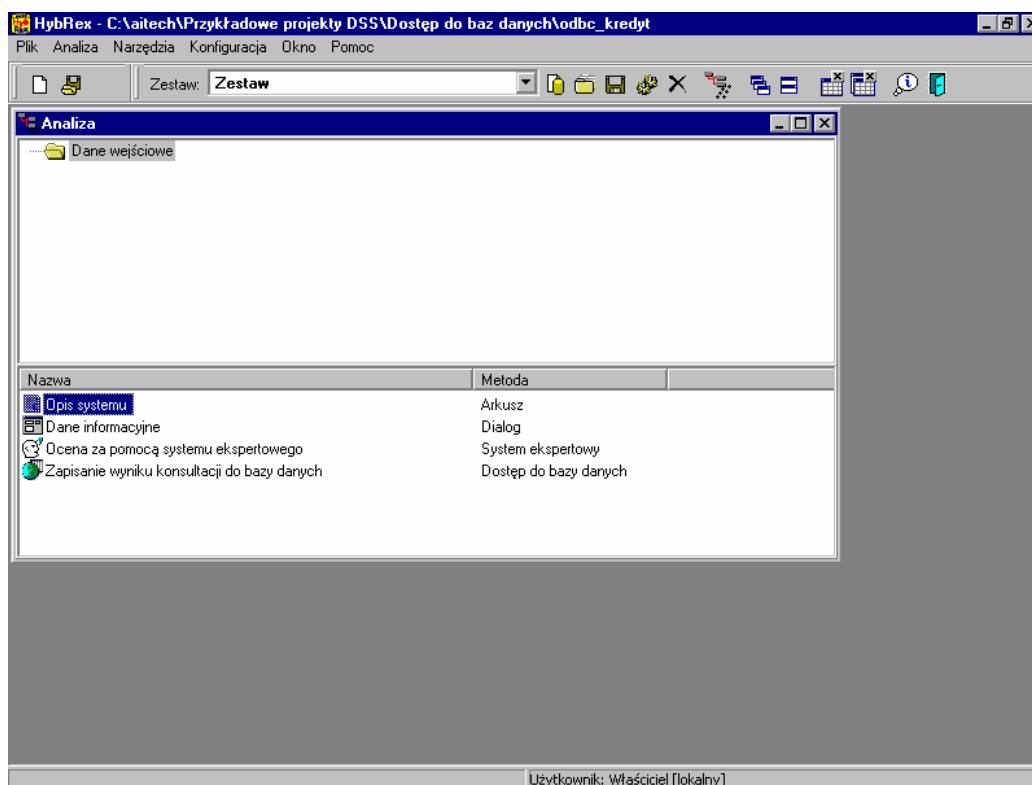 HybRex - C:\aitech\Przykładowe projekty DSS\Dostęp do baz danych\odbc_kredyt
Plik Analiza Narzędzia Konfiguracja Okno Pomoc
Zestaw: Zestaw
Analiza
Dane wejściowe
Nazwa Metoda
Opis systemu Arkusz
Dane informacyjne Dialog
Ocena za pomocą systemu ekspertowego System ekspertowy
Zapisanie wyniku konsultacji do bazy danych Dostęp do bazy danych
Użytkownik: Właściciel [lokalny]